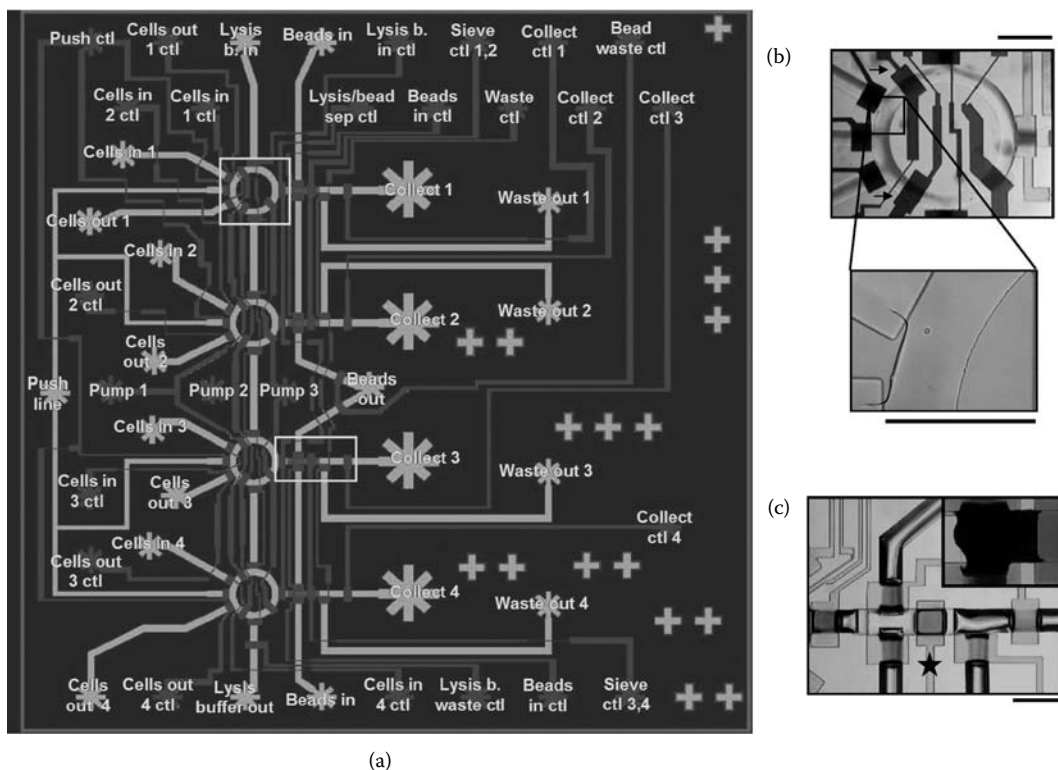 Push ctl
Cells out
1 ctl
Lysis
b. in
Beads in
Lysis b.
in ctl
Sieve
ctl 1,2
Collect
ctl 1
Bead
waste ctl
Cells in
2 ctl
Cells in
1 ctl
Lysis/bead
sep ctl
Beads
in ctl
Waste
ctl
Collect
ctl 2
Collect
ctl 3
Cells in 1
Collect 1
Waste out 1
Cells out 1
Cells in 2
Cells out
2 ctl
Collect 2
Waste out 2
Cells
out 2
Push
line
Pump 1
Pump 2
Pump 3
Beads
out
Cells in 3
Collect 3
Waste out 3
Cells in
3 ctl
Cells
out 3
Collect
ctl 4
Cells in 4
Cells out
3 ctl
Collect 4
Waste out 4
Cells
out 4
Cells out
4 ctl
Lysis
buffer out
Beads in
Cells in
4 ctl
Lysis b.
waste ctl
Beads
in ctl
Sieve
ctl 3,4
(a)
(b)
(c)